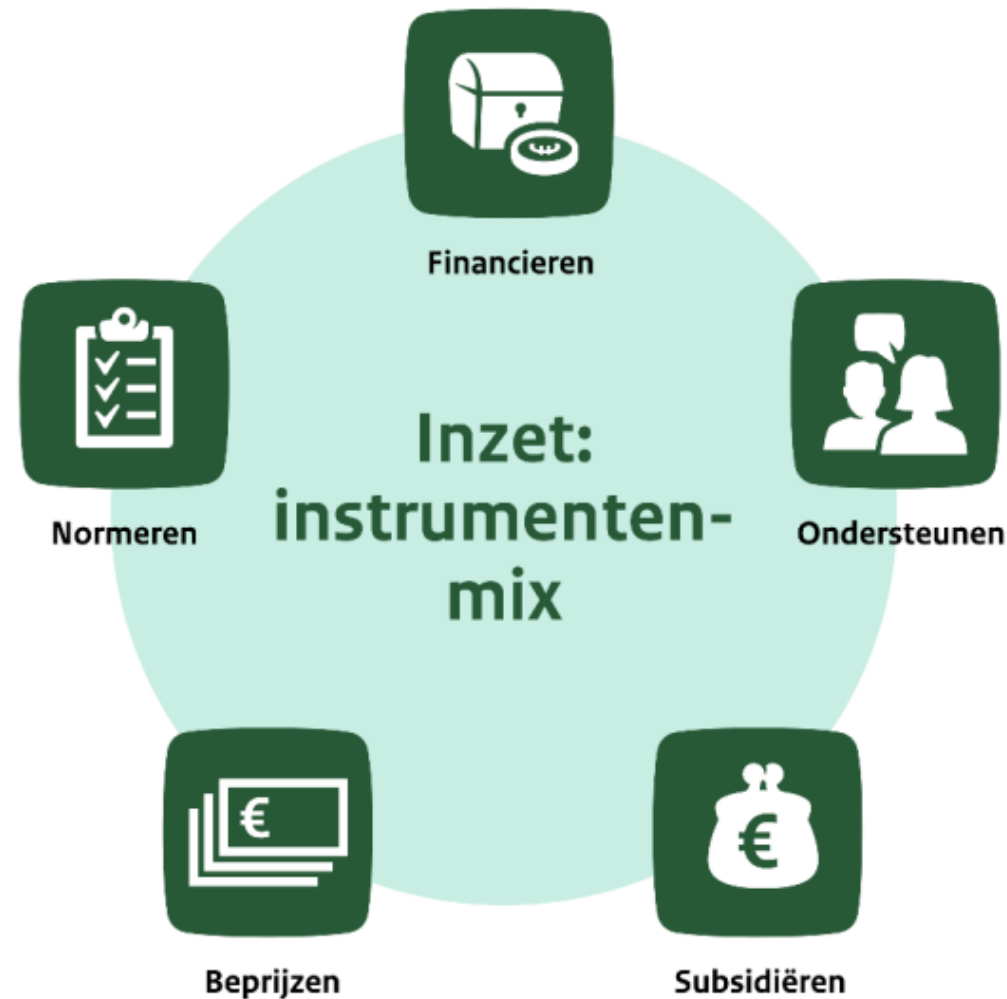 Financieren
Normeren
Inzet:
instrumenten-
mix
Ondersteunen
€
Beprijzen
€
Subsidiëren